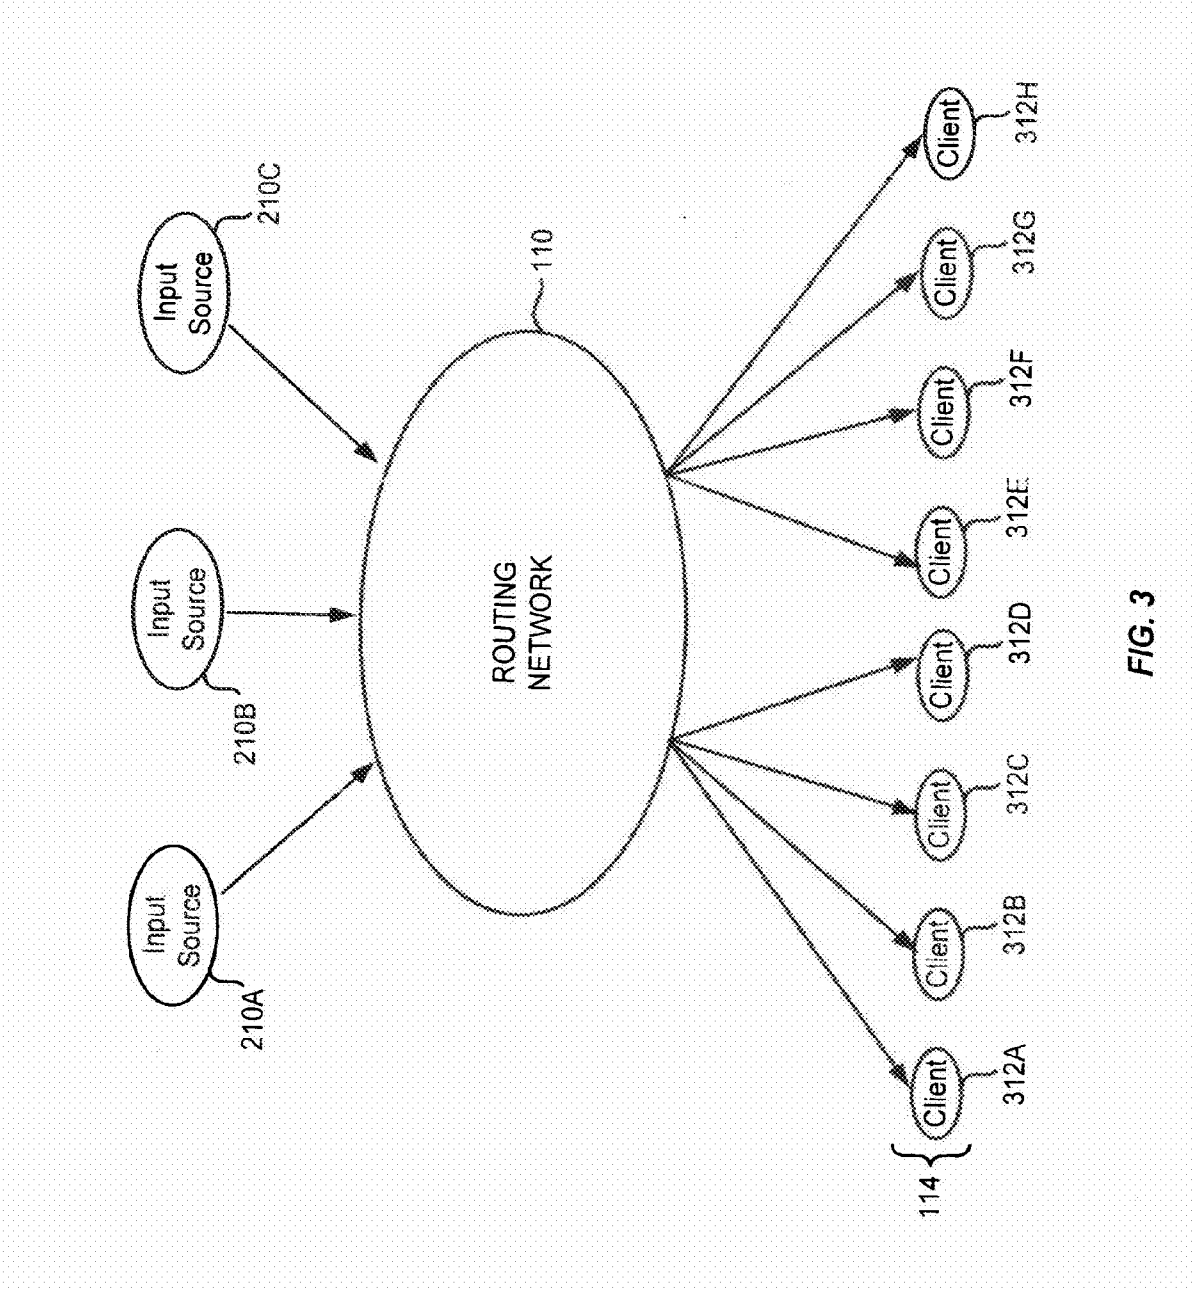 Input
Source
210A
Input
Source
210B
Input
Source
210C
110
ROUTING
NETWORK
114
Client
312A
Client
312B
Client
312C
Client
312D
Client
312E
Client
312F
Client
312G
Client
312H
FIG. 3